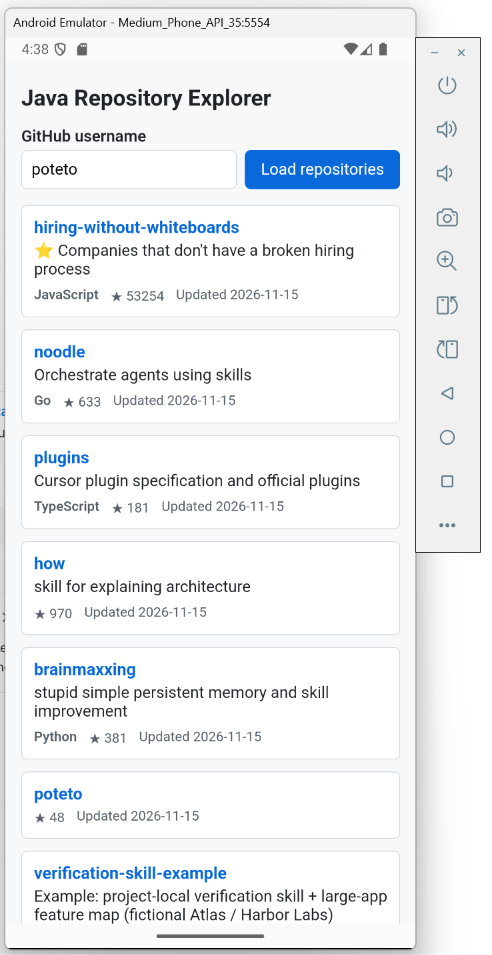 Android Emulator - Medium_Phone_API_35:5554
4:38
Java Repository Explorer
GitHub username
poteto
Load repositories
hiring-without-whiteboards
⭐ Companies that don't have a broken hiring
process
JavaScript ★ 53254 Updated 2026-11-15
noodle
Orchestrate agents using skills
Go ★ 633 Updated 2026-11-15
plugins
Cursor plugin specification and official plugins
TypeScript ★ 181 Updated 2026-11-15
how
skill for explaining architecture
★ 970 Updated 2026-11-15
brainmaxxing
stupid simple persistent memory and skill
improvement
Python ★ 381 Updated 2026-11-15
poteto
★ 48 Updated 2026-11-15
verification-skill-example
Example: project-local verification skill + large-app
feature map (fictional Atlas / Harbor Labs)